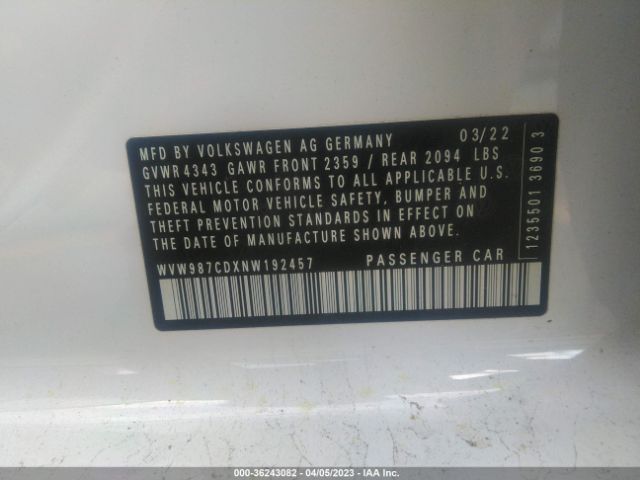 MFD BY VOLKSWAGEN AG GERMANY 03/22
GVWR 4343 GAWR FRONT 2359 / REAR 2094 LBS
THIS VEHICLE CONFORMS TO ALL APPLICABLE U.S.
FEDERAL MOTOR VEHICLE SAFETY, BUMPER AND
THEFT PREVENTION STANDARDS IN EFFECT ON
THE DATE OF MANUFACTURE SHOWN ABOVE.
WVW987CDXNW192457 PASSENGER CAR
1235501 3690 3
000-36243082 - 04/05/2023 - IAA Inc.